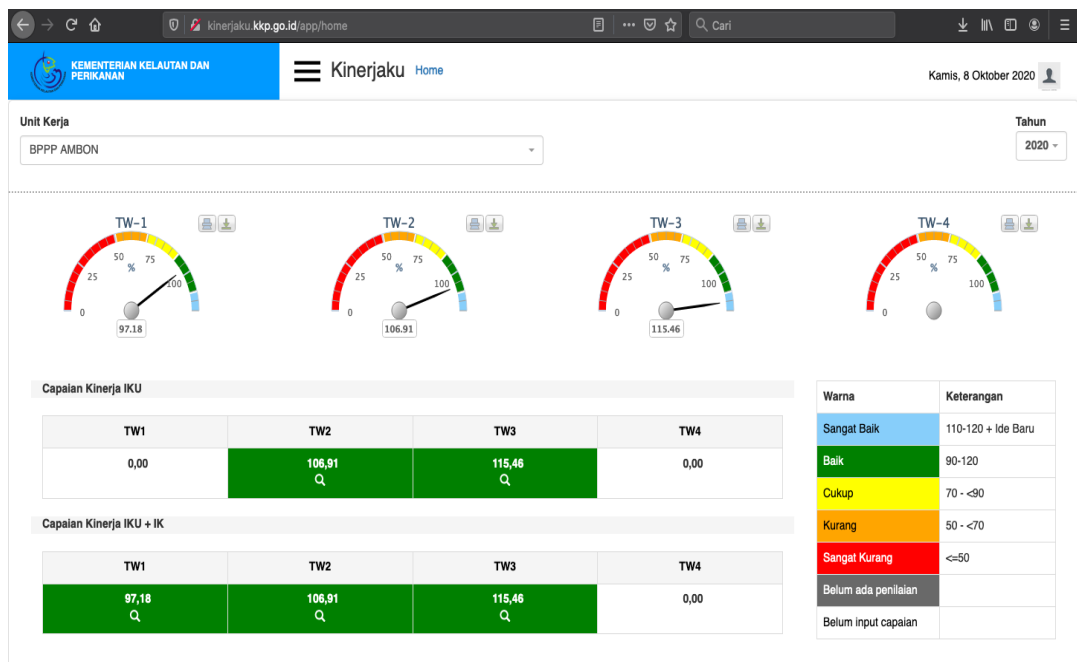 kinerjaku.kkp.go.id/app/home
Cari
KEMENTERIAN KELAUTAN DAN
PERIKANAN
Kinerjaku Home
Kamis, 8 Oktober 2020
Unit Kerja
Tahun
BPPP AMBON
2020
TW-1
0
25
50
75
100
%
97.18
TW-2
0
25
50
75
100
%
106.91
TW-3
0
25
50
75
100
%
115.46
TW-4
0
25
50
75
100
%
Capaian Kinerja IKU
TW1 TW2 TW3 TW4
0,00 106,91 115,46 0,00
Capaian Kinerja IKU + IK
TW1 TW2 TW3 TW4
97,18 106,91 115,46 0,00
Warna Keterangan
Sangat Baik 110-120 + Ide Baru
Baik 90-120
Cukup 70 - <90
Kurang 50 - <70
Sangat Kurang <=50
Belum ada penilaian
Belum input capaian